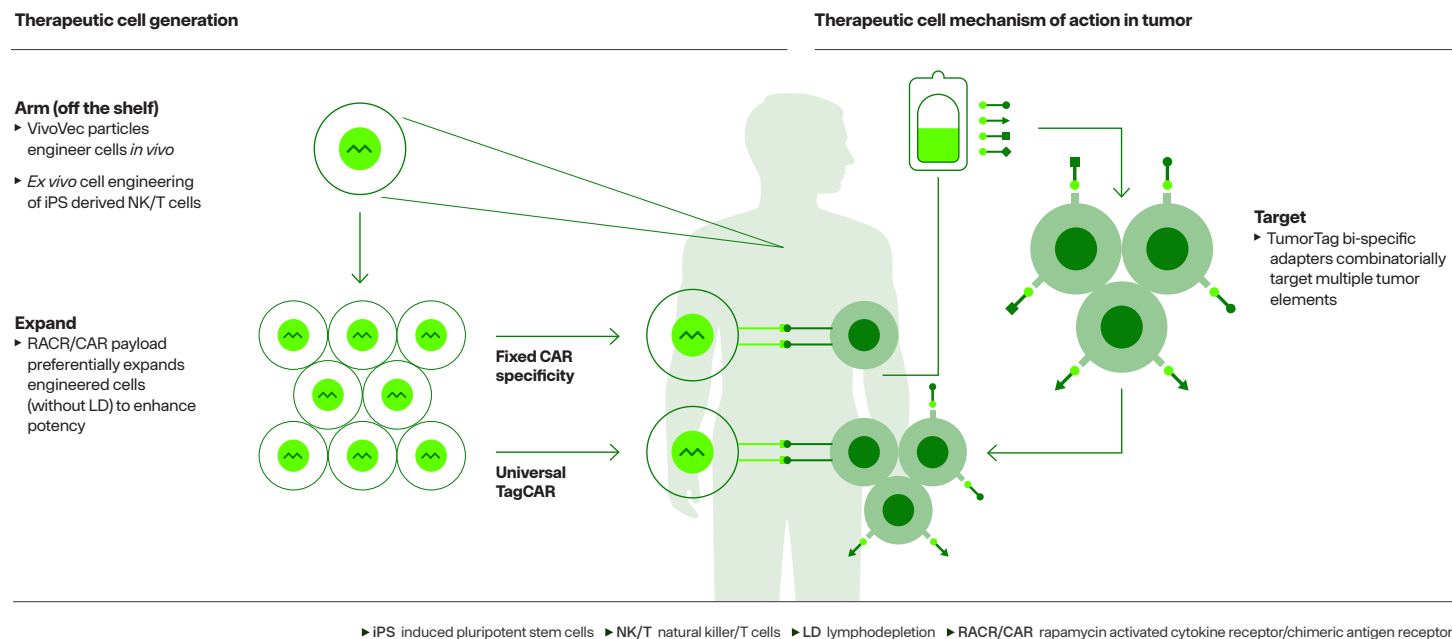 Therapeutic cell generation
Therapeutic cell mechanism of action in tumor
Arm (off the shelf)
▸ VivoVec particles
engineer cells in vivo
▸ Ex vivo cell engineering
of iPS derived NK/T cells
Expand
▸ RACR/CAR payload
preferentially expands
engineered cells
(without LD) to enhance
potency
Fixed CAR
specificity
Universal
TagCAR
Target
▸ TumorTag bi-specific
adapters combinatorially
target multiple tumor
elements
▸ iPS induced pluripotent stem cells ▸ NK/T natural killer/T cells ▸ LD lymphodepletion ▸ RACR/CAR rapamycin activated cytokine receptor/chimeric antigen receptor